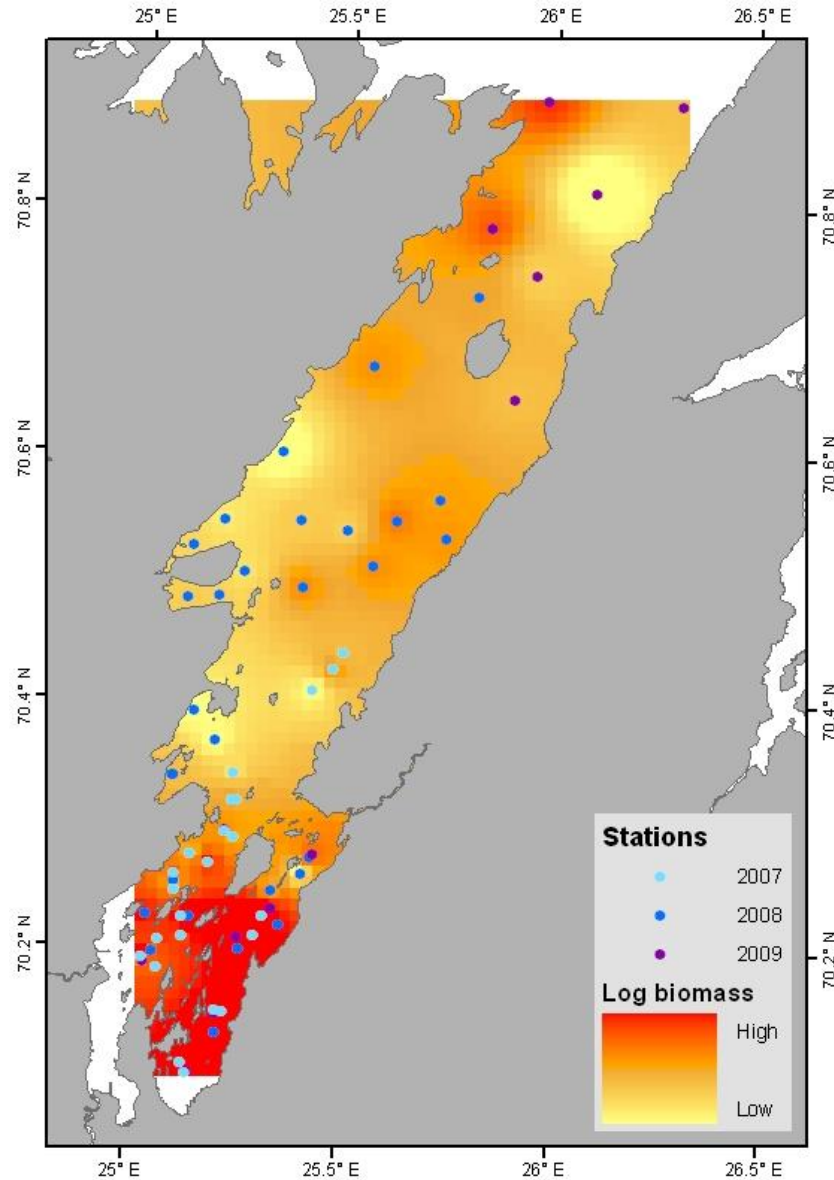 25° E 25.5° E 26° E 26.5° E
70.8° N
70.8° N
70.6° N
70.6° N
70.4° N
70.4° N
70.2° N
70.2° N
Stations
2007
2008
2009
Log biomass
High
Low
25° E 25.5° E 26° E 26.5° E